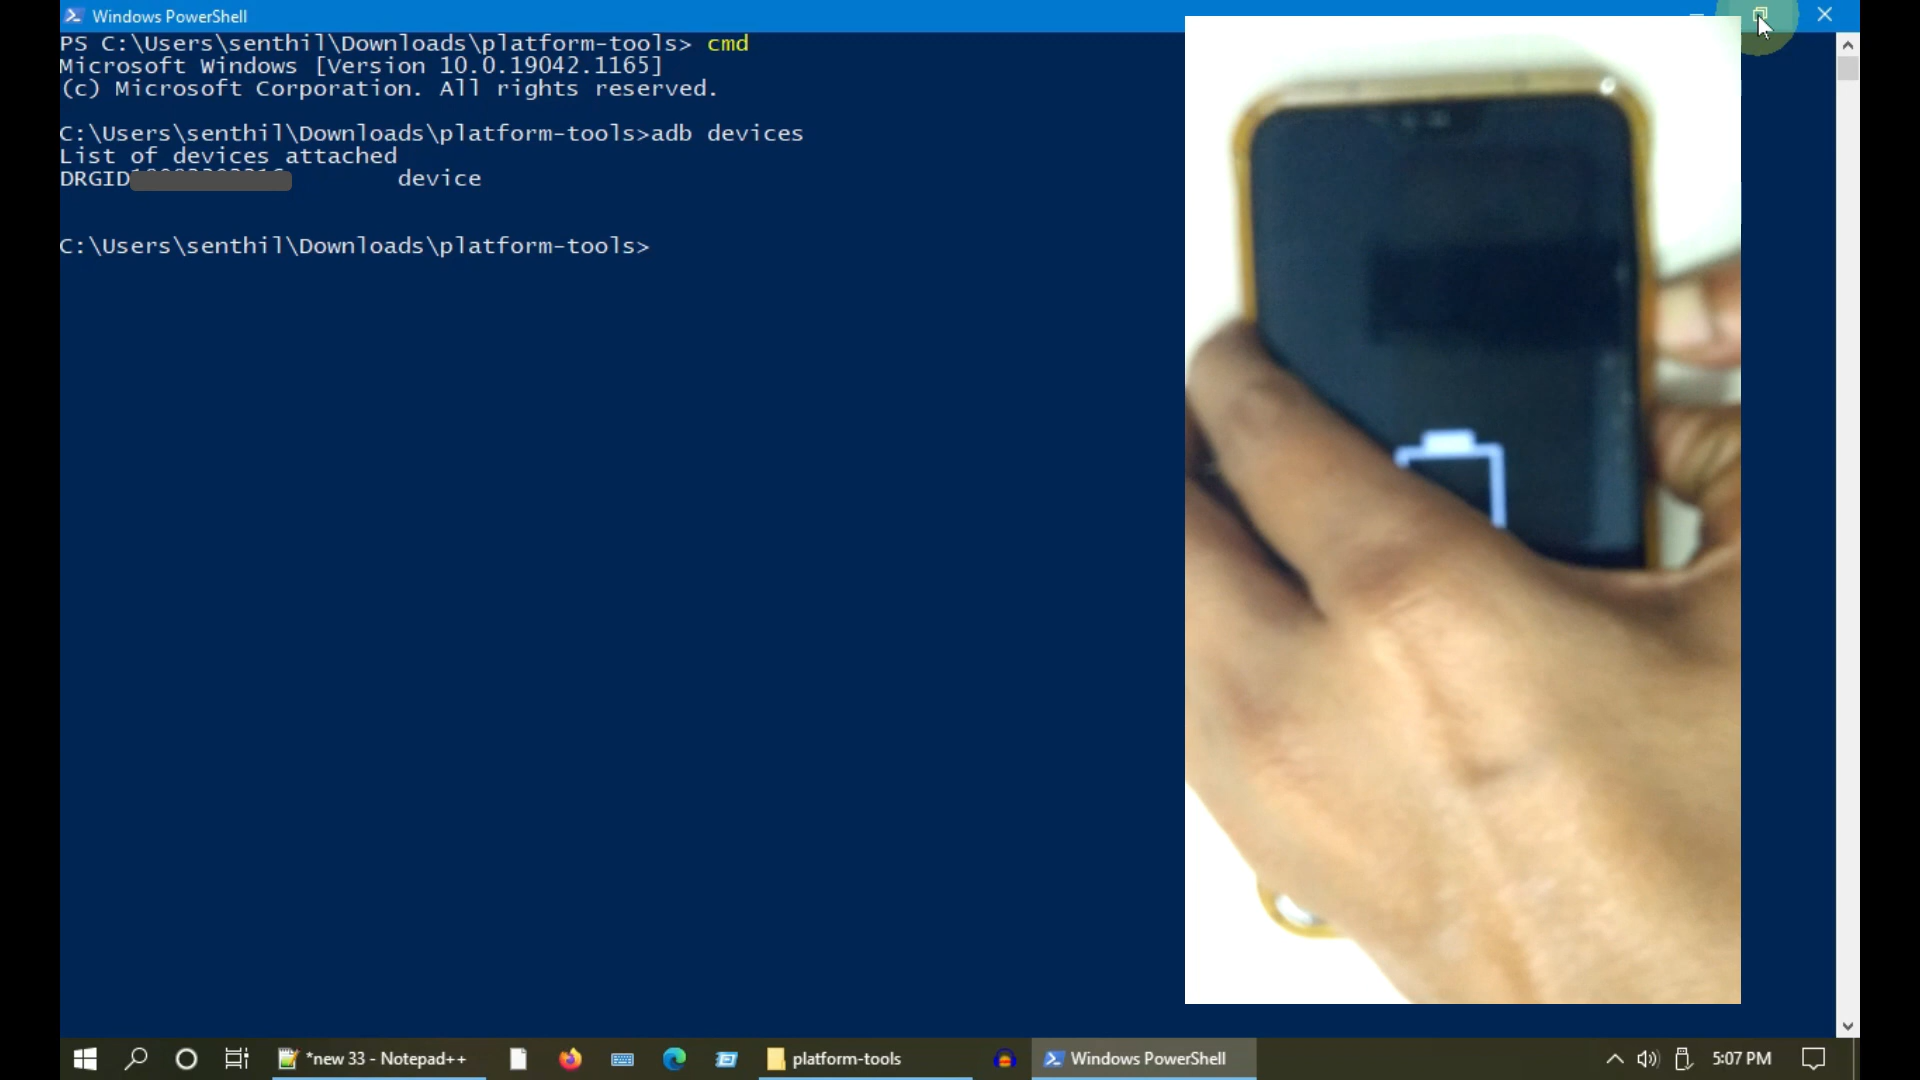 Windows PowerShell
PS C:\Users\senthil\Downloads\platform-tools> cmd
Microsoft Windows [Version 10.0.19042.1165]
(c) Microsoft Corporation. All rights reserved.
C:\Users\senthil\Downloads\platform-tools>adb devices
List of devices attached
DRGID device
C:\Users\senthil\Downloads\platform-tools>
*new 33 - Notepad++ platform-tools Windows PowerShell 5:07 PM